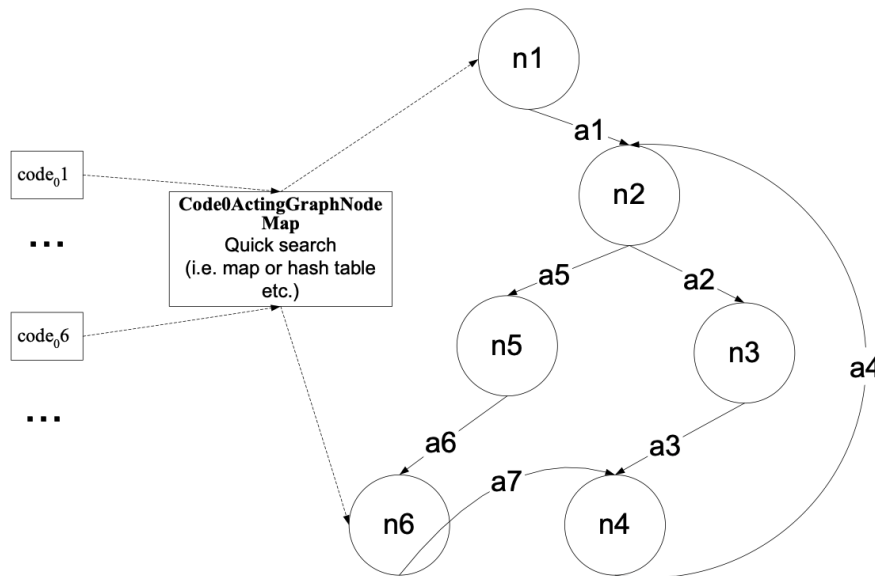 n1
a1
code₀1
Code0ActingGraphNode
Map
Quick search
(i.e. map or hash table
etc.)
...
n2
a5
a2
code₀6
n5
n3
a4
...
a6
a3
a7
n6
n4